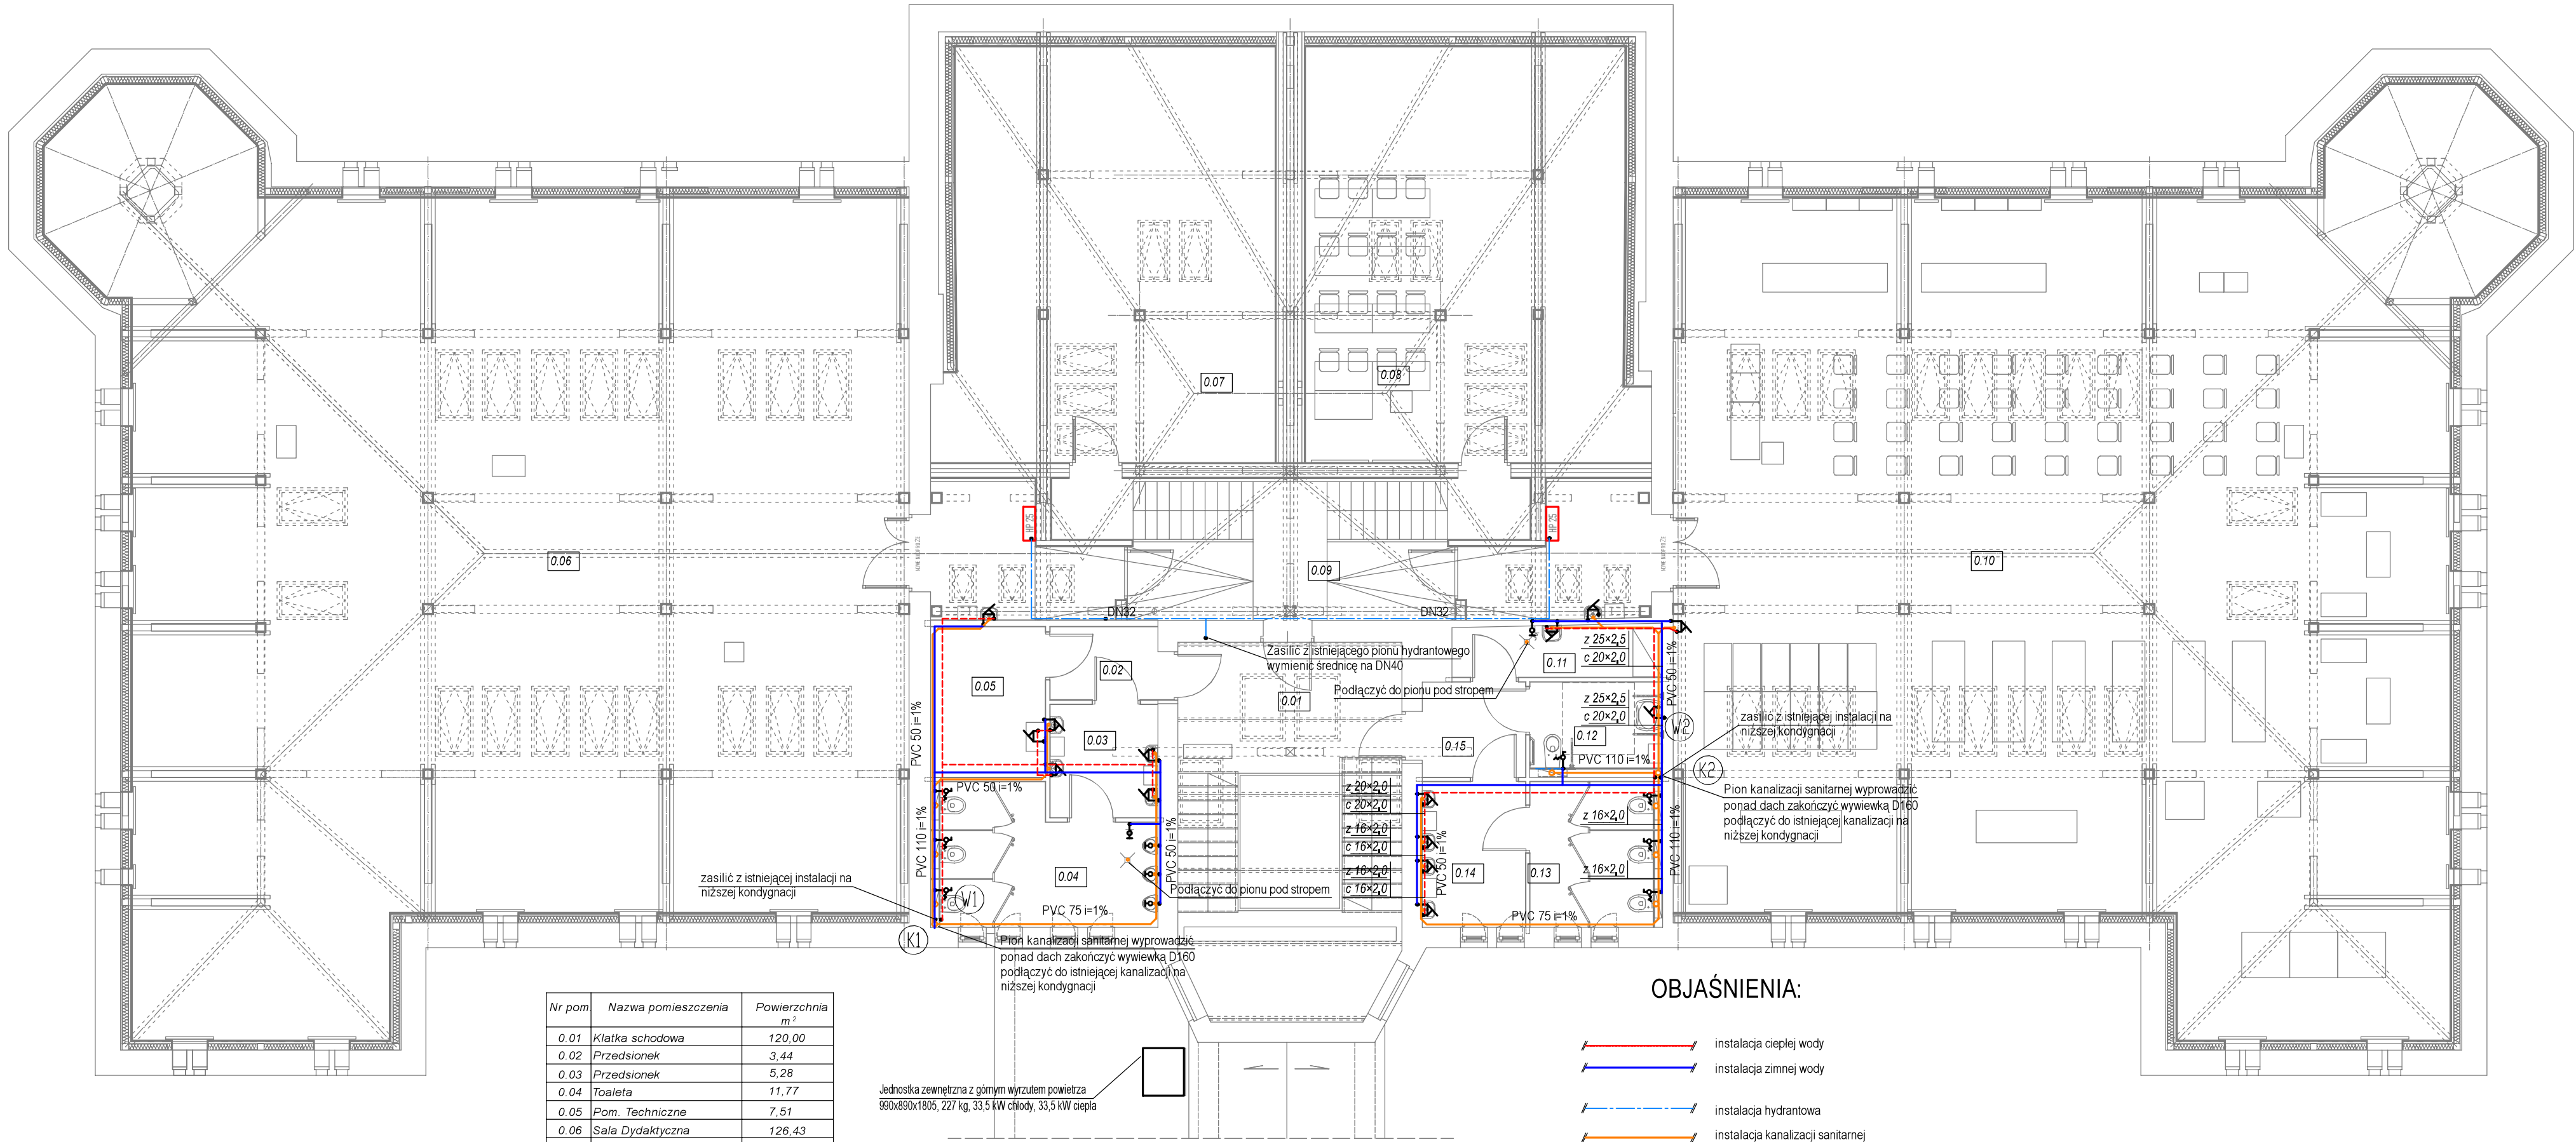 0.07
0.08
HP 25
HP 25
0.06
0.09
0.10
DN32
DN32
Zasilić z istniejącego pionu hydrantowego
wymienić średnicę na DN40
0.02
0.05
0.03
0.04
Podłączyć do pionu pod stropem
0.01
0.11
z 25×2,5
c 20×2,0
z 25×2,5
c 20×2,0
0.12
0.15
PVC 50 i=1%
W2
zasilić z istniejącej instalacji na
niższej kondygnacji
K2
PVC 110 i=1%
Pion kanalizacji sanitarnej wyprowadzić
ponad dach zakończyć wywiewką D160
podłączyć do istniejącej kanalizacji na
niższej kondygnacji
PVC 50 i=1%
PVC 50 i=1%
PVC 110 i=1%
PVC 50 i=1%
z 20×2,0
c 20×2,0
z 16×2,0
c 16×2,0
z 16×2,0
c 16×2,0
PVC 50 i=1%
z 16×2,0
z 16×2,0
PVC 110 i=1%
0.14
0.13
zasilić z istniejącej instalacji na
niższej kondygnacji
W1
Podłączyć do pionu pod stropem
PVC 75 i=1%
PVC 75 i=1%
K1
Pion kanalizacji sanitarnej wyprowadzić
ponad dach zakończyć wywiewką D160
podłączyć do istniejącej kanalizacji na
niższej kondygnacji
Nr pom. Nazwa pomieszczenia Powierzchnia
m²
0.01 Klatka schodowa 120,00
0.02 Przedsionek 3,44
0.03 Przedsionek 5,28
0.04 Toaleta 11,77
0.05 Pom. Techniczne 7,51
0.06 Sala Dydaktyczna 126,43
Jednostka zewnętrzna z górnym wyrzutem powietrza
990x890x1805, 227 kg, 33,5 kW chłody, 33,5 kW ciepła
OBJAŚNIENIA:
instalacja ciepłej wody
instalacja zimnej wody
instalacja hydrantowa
instalacja kanalizacji sanitarnej